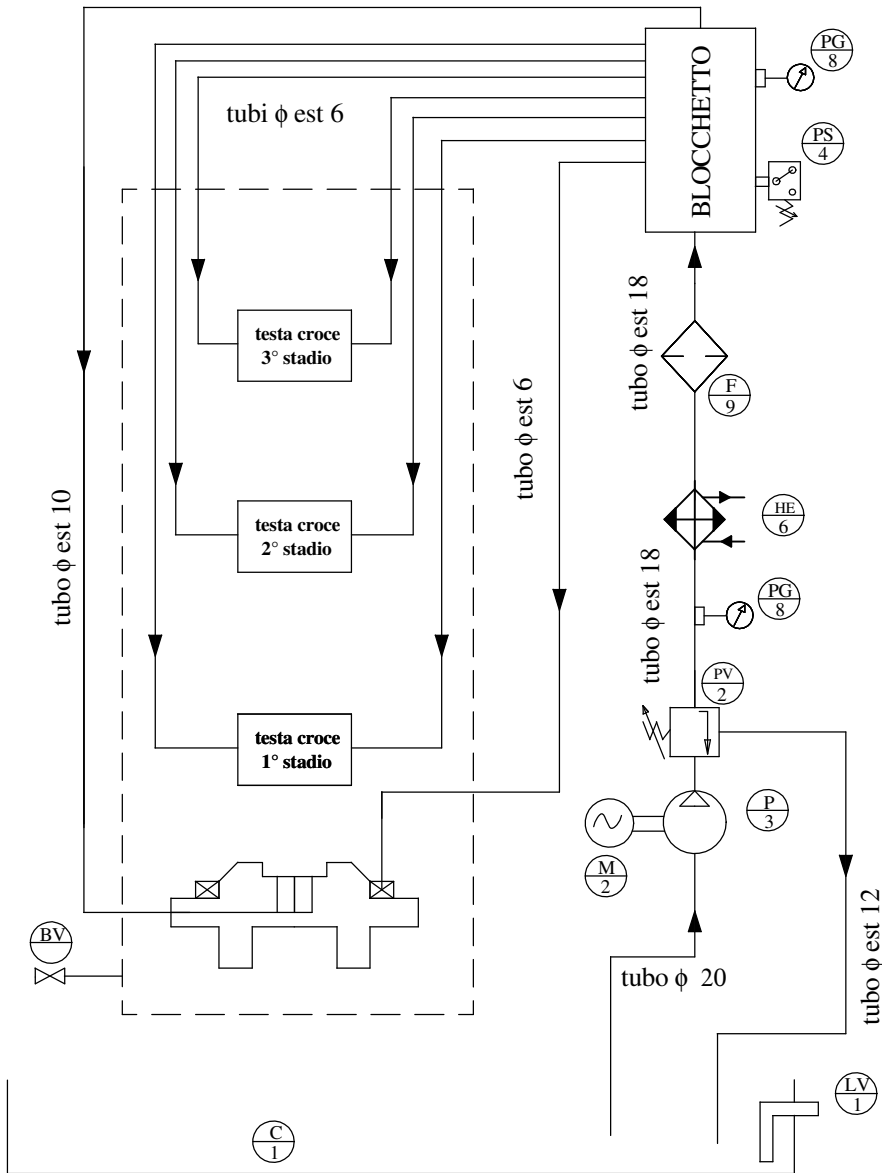 PG
8
BLOCCHETTO
tubi ϕ est 6
PS
4
testa croce
3° stadio
tubo ϕ est 18
F
9
tubo ϕ est 6
tubo ϕ est 10
testa croce
2° stadio
HE
6
tubo ϕ est 18
PG
8
PV
2
testa croce
1° stadio
P
3
M
2
BV
tubo ϕ 20
tubo ϕ est 12
LV
1
C
1